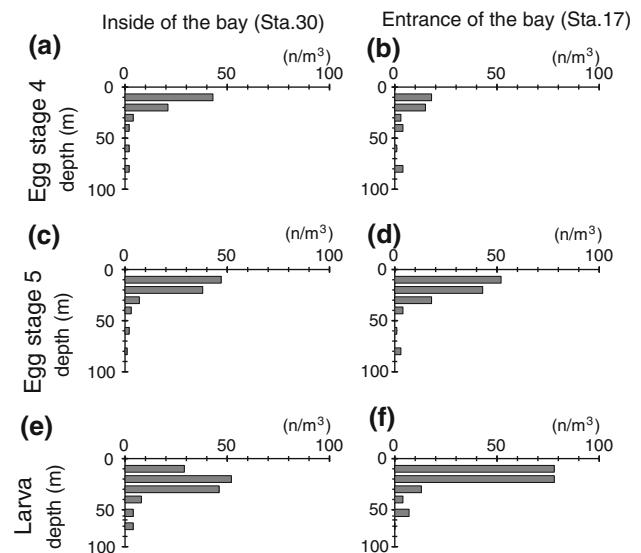 Inside of the bay (Sta.30) Entrance of the bay (Sta.17)
(a) (n/m³) (b) (n/m³)
0 50 100 0 50 100
0 0
50 50
100 100
Egg stage 4
depth (m)
(c) (n/m³) (d) (n/m³)
0 50 100 0 50 100
0 0
50 50
100 100
Egg stage 5
depth (m)
(e) (n/m³) (f) (n/m³)
0 50 100 0 50 100
0 0
50 50
100 100
Larva
depth (m)